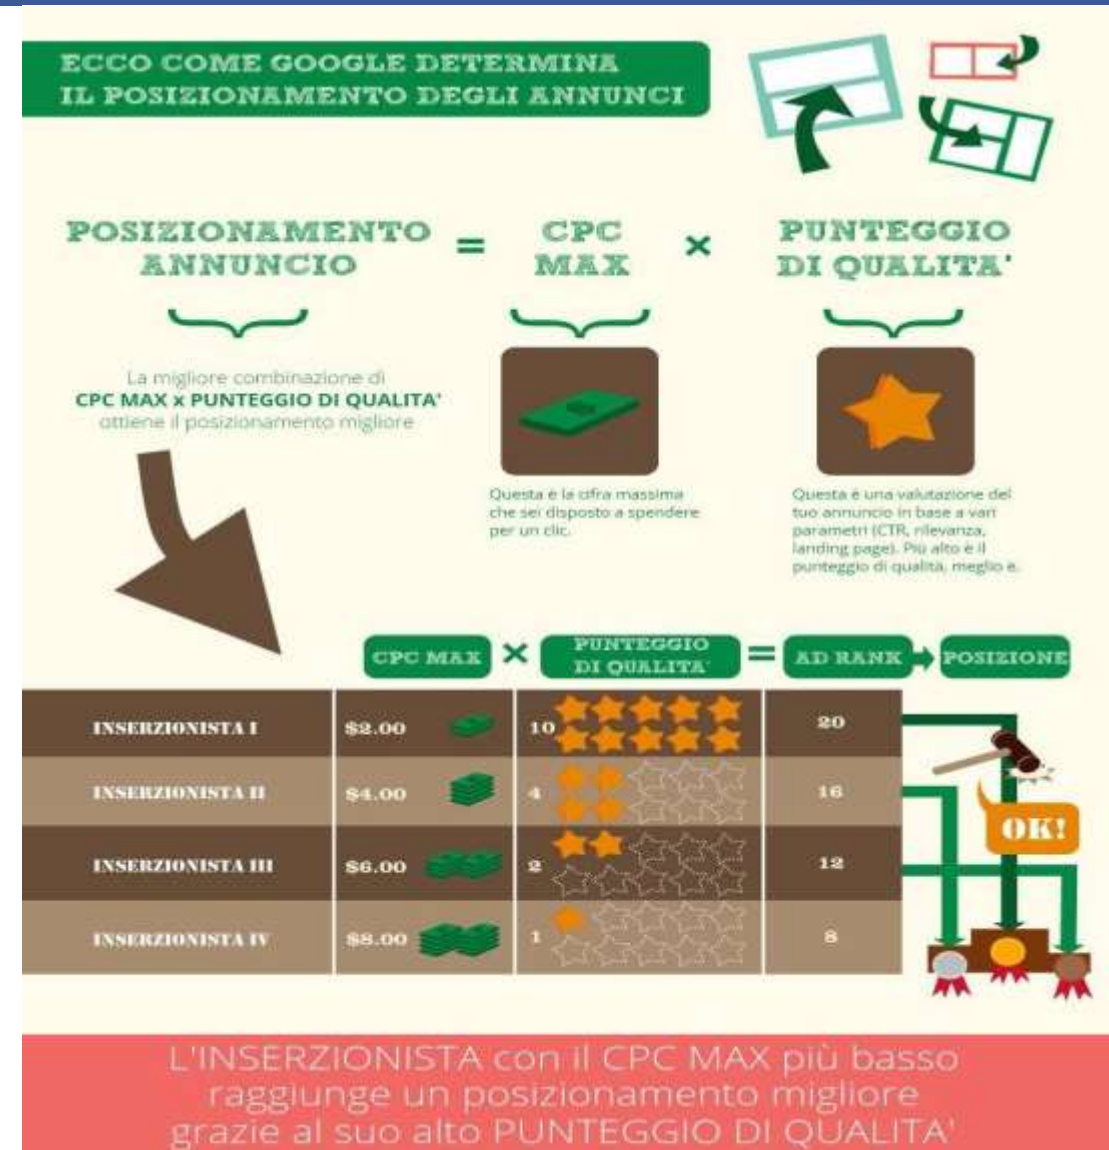 ECCO COME GOOGLE DETERMINA
IL POSIZIONAMENTO DEGLI ANNUNCI
POSIZIONAMENTO
ANNUNCIO
=
CPC
MAX
×
PUNTEGGIO
DI QUALITA'
La migliore combinazione di
CPC MAX x PUNTEGGIO DI QUALITA'
ottiene il posizionamento migliore
Questa è la cifra massima
che sei disposto a spendere
per un clic.
Questa è una valutazione del
tuo annuncio in base a vari
parametri (CTR, rilevanza,
landing page). Più alto è il
punteggio di qualità, meglio è.
CPC MAX × PUNTEGGIO DI QUALITA' = AD RANK POSIZIONE
INSERZIONISTA I $2.00 10 20
INSERZIONISTA II $4.00 4 16
INSERZIONISTA III $6.00 2 12
INSERZIONISTA IV $8.00 1 8
OK!
L'INSERZIONISTA con il CPC MAX più basso
raggiunge un posizionamento migliore
grazie al suo alto PUNTEGGIO DI QUALITA'